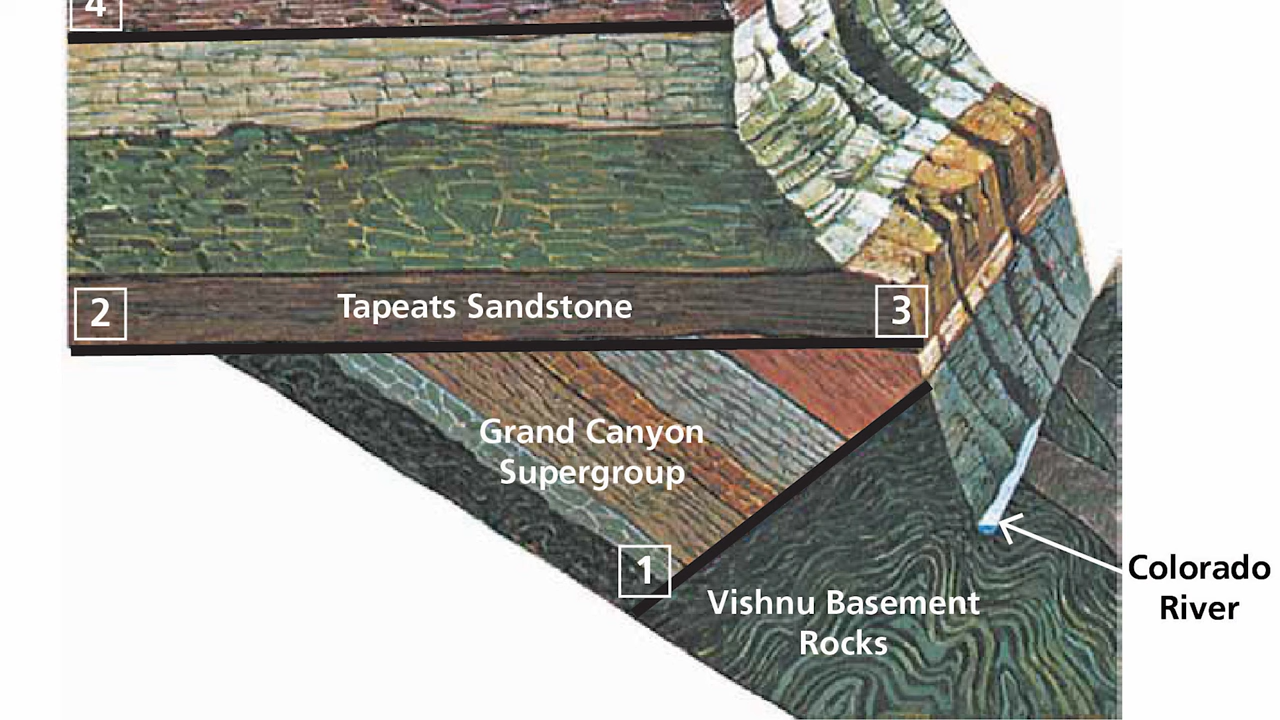 4
2
Tapeats Sandstone
3
Grand Canyon
Supergroup
1
Vishnu Basement
Rocks
Colorado
River